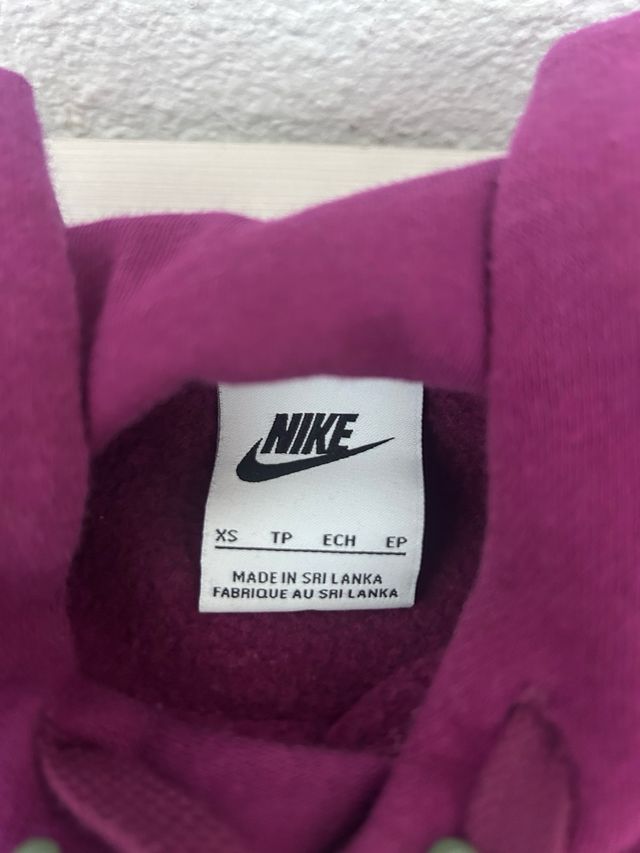 NIKE
XS TP ECH EP
MADE IN SRI LANKA
FABRIQUE AU SRI LANKA